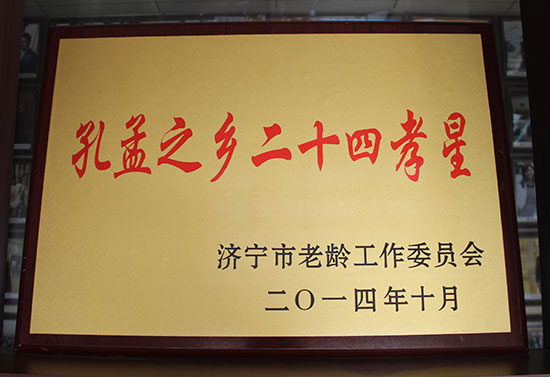 孔孟之乡二十四孝星
济宁市老龄工作委员会
二〇一四年十月